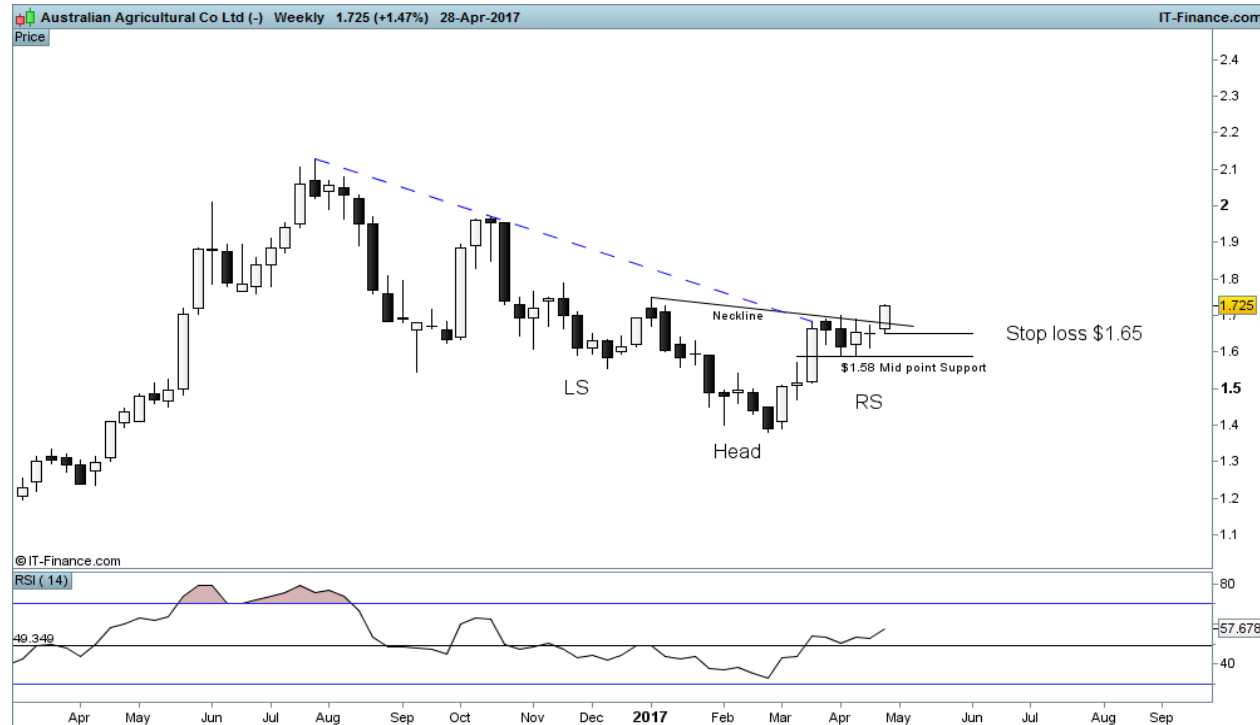 Australian Agricultural Co Ltd (-) Weekly 1.725 (+1.47%) 28-Apr-2017 IT-Finance.com
Price
2.4
2.3
2.2
2.1
2
1.9
1.8
1.725
1.7
Neckline
Stop loss $1.65
1.6
$1.58 Mid point Support
LS
RS
1.5
1.4
Head
1.3
1.2
1.1
© IT-Finance.com
RSI ( 14)
80
57.678
49.349
40
Apr May Jun Jul Aug Sep Oct Nov Dec 2017 Feb Mar Apr May Jun Jul Aug Sep